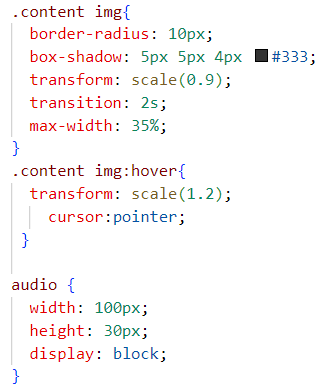 .content img{
border-radius: 10px;
box-shadow: 5px 5px 4px #333;
transform: scale(0.9);
transition: 2s;
max-width: 35%;
}
.content img:hover{
transform: scale(1.2);
cursor:pointer;
}
audio {
width: 100px;
height: 30px;
display: block;
}